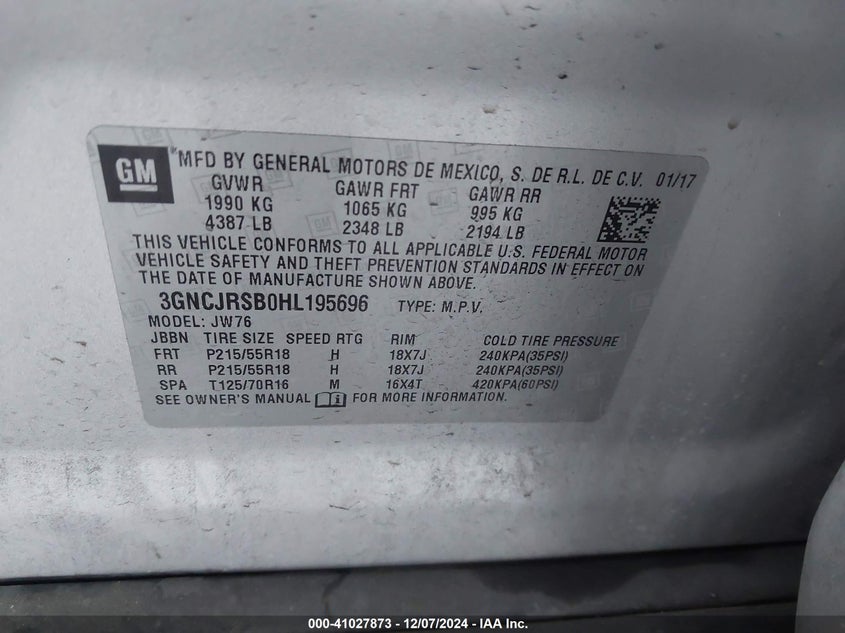 GM
MFD BY GENERAL MOTORS DE MEXICO, S. DE R.L. DE C.V. 01/17
GVWR GAWR FRT GAWR RR
1990 KG 1065 KG 995 KG
4387 LB 2348 LB 2194 LB
THIS VEHICLE CONFORMS TO ALL APPLICABLE U.S. FEDERAL MOTOR
VEHICLE SAFETY AND THEFT PREVENTION STANDARDS IN EFFECT ON
THE DATE OF MANUFACTURE SHOWN ABOVE.
3GNCJRSB0HL195696 TYPE: M.P.V.
MODEL: JW76
JBBN TIRE SIZE SPEED RTG RIM COLD TIRE PRESSURE
FRT P215/55R18 H 18X7J 240KPA(35PSI)
RR P215/55R18 H 18X7J 240KPA(35PSI)
SPA T125/70R16 M 16X4T 420KPA(60PSI)
SEE OWNER'S MANUAL FOR MORE INFORMATION.
000-41027873 - 12/07/2024 - IAA Inc.